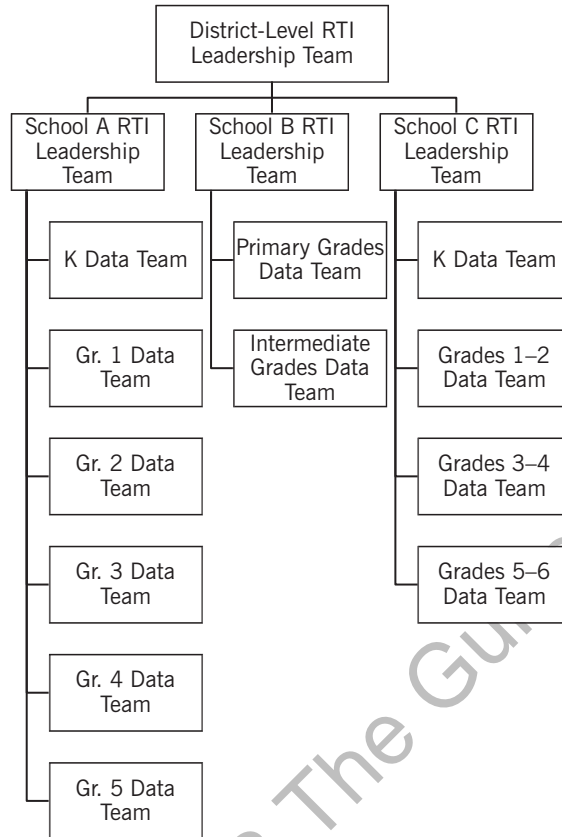 District-Level RTI
Leadership Team
School A RTI
Leadership
Team
School B RTI
Leadership
Team
School C RTI
Leadership
Team
K Data Team
Gr. 1 Data
Team
Gr. 2 Data
Team
Gr. 3 Data
Team
Gr. 4 Data
Team
Gr. 5 Data
Team
Primary Grades
Data Team
Intermediate
Grades Data
Team
K Data Team
Grades 1–2
Data Team
Grades 3–4
Data Team
Grades 5–6
Data Team
The